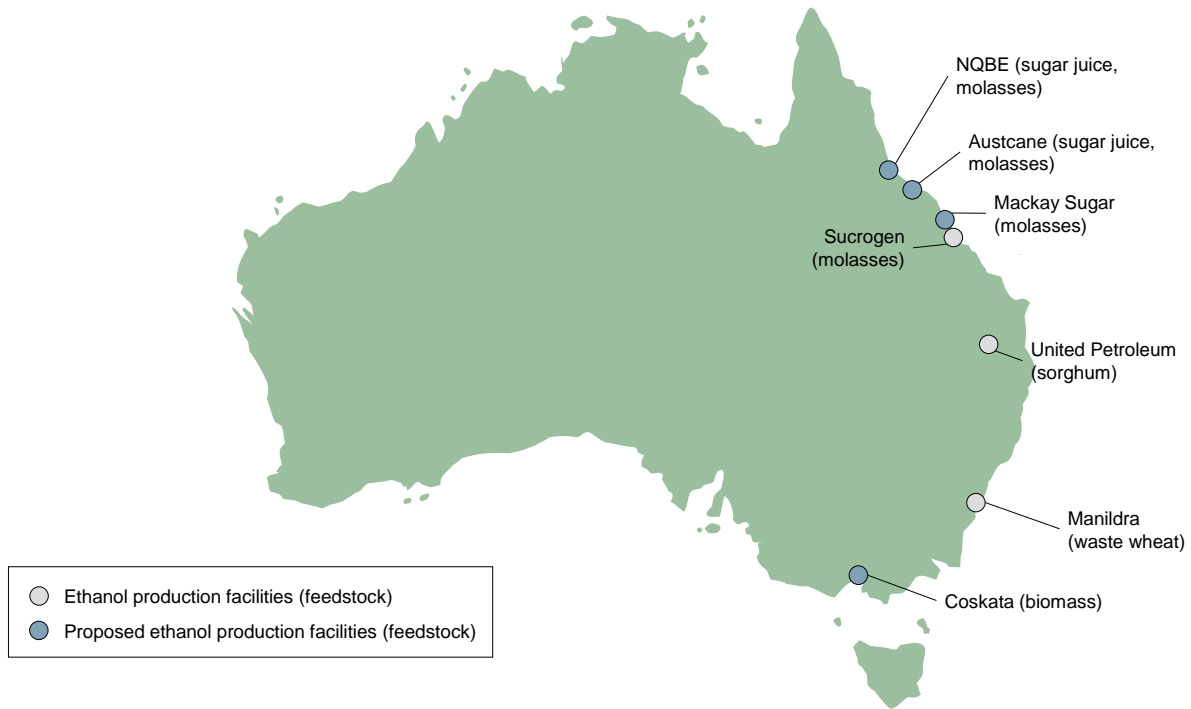 NQBE (sugar juice,
molasses)
Austcane (sugar juice,
molasses)
Mackay Sugar
(molasses)
Sucrogen
(molasses)
United Petroleum
(sorghum)
Manildra
(waste wheat)
Coskata (biomass)
Ethanol production facilities (feedstock)
Proposed ethanol production facilities (feedstock)